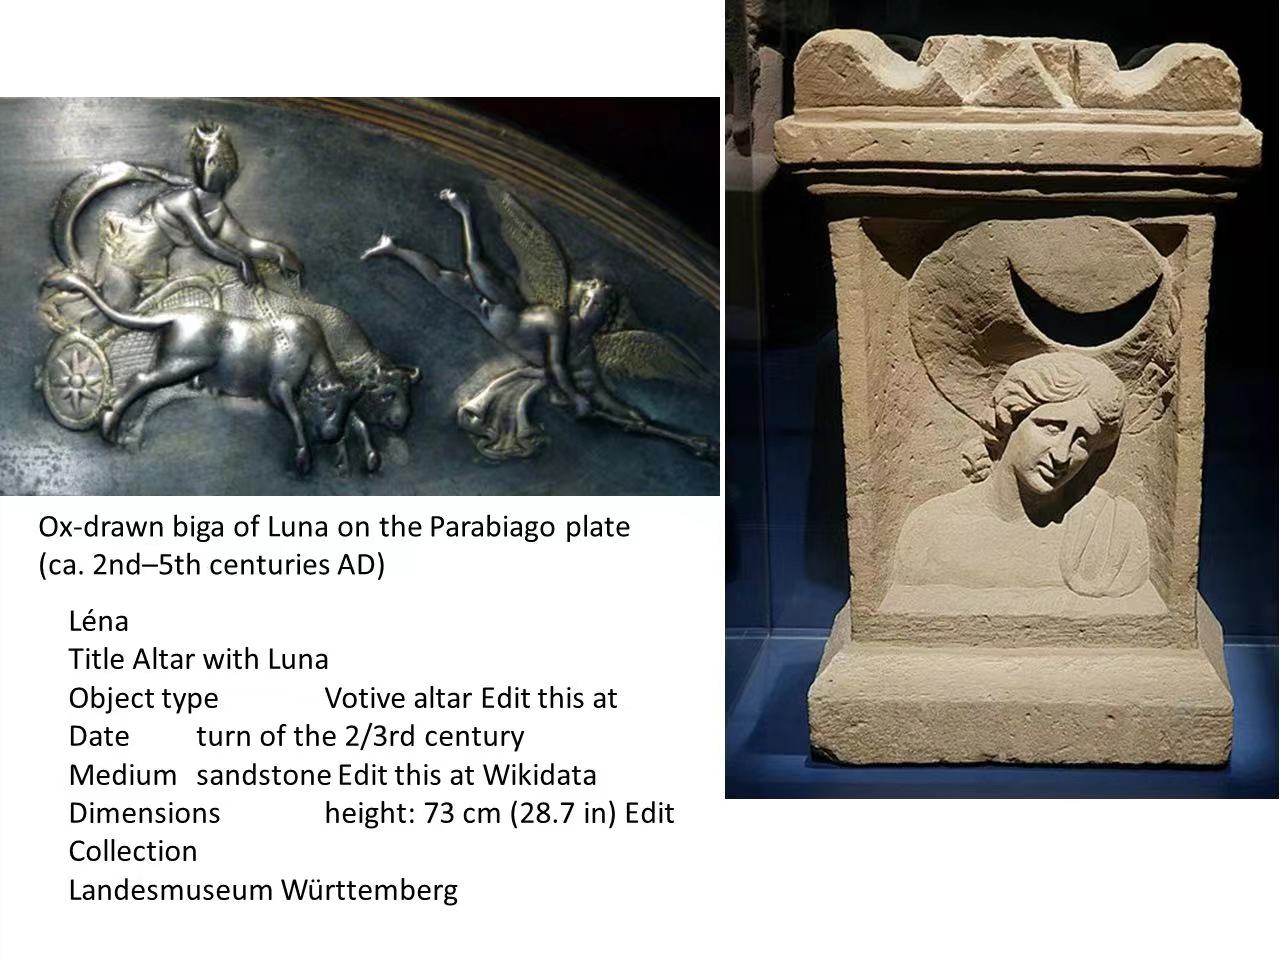 Ox-drawn biga of Luna on the Parabiago plate
(ca. 2nd–5th centuries AD)
Léna
Title Altar with Luna
Object type Votive altar Edit this at
Date turn of the 2/3rd century
Medium sandstone Edit this at Wikidata
Dimensions height: 73 cm (28.7 in) Edit
Collection
Landesmuseum Württemberg